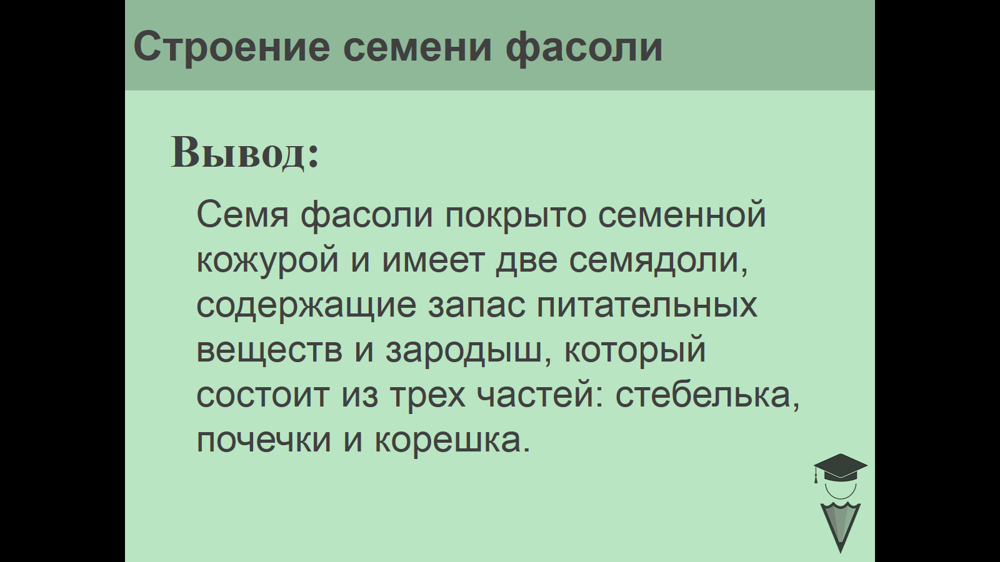 Строение семени фасоли
Вывод:
Семя фасоли покрыто семенной
кожурой и имеет две семядоли,
содержащие запас питательных
веществ и зародыш, который
состоит из трех частей: стебелька,
почечки и корешка.